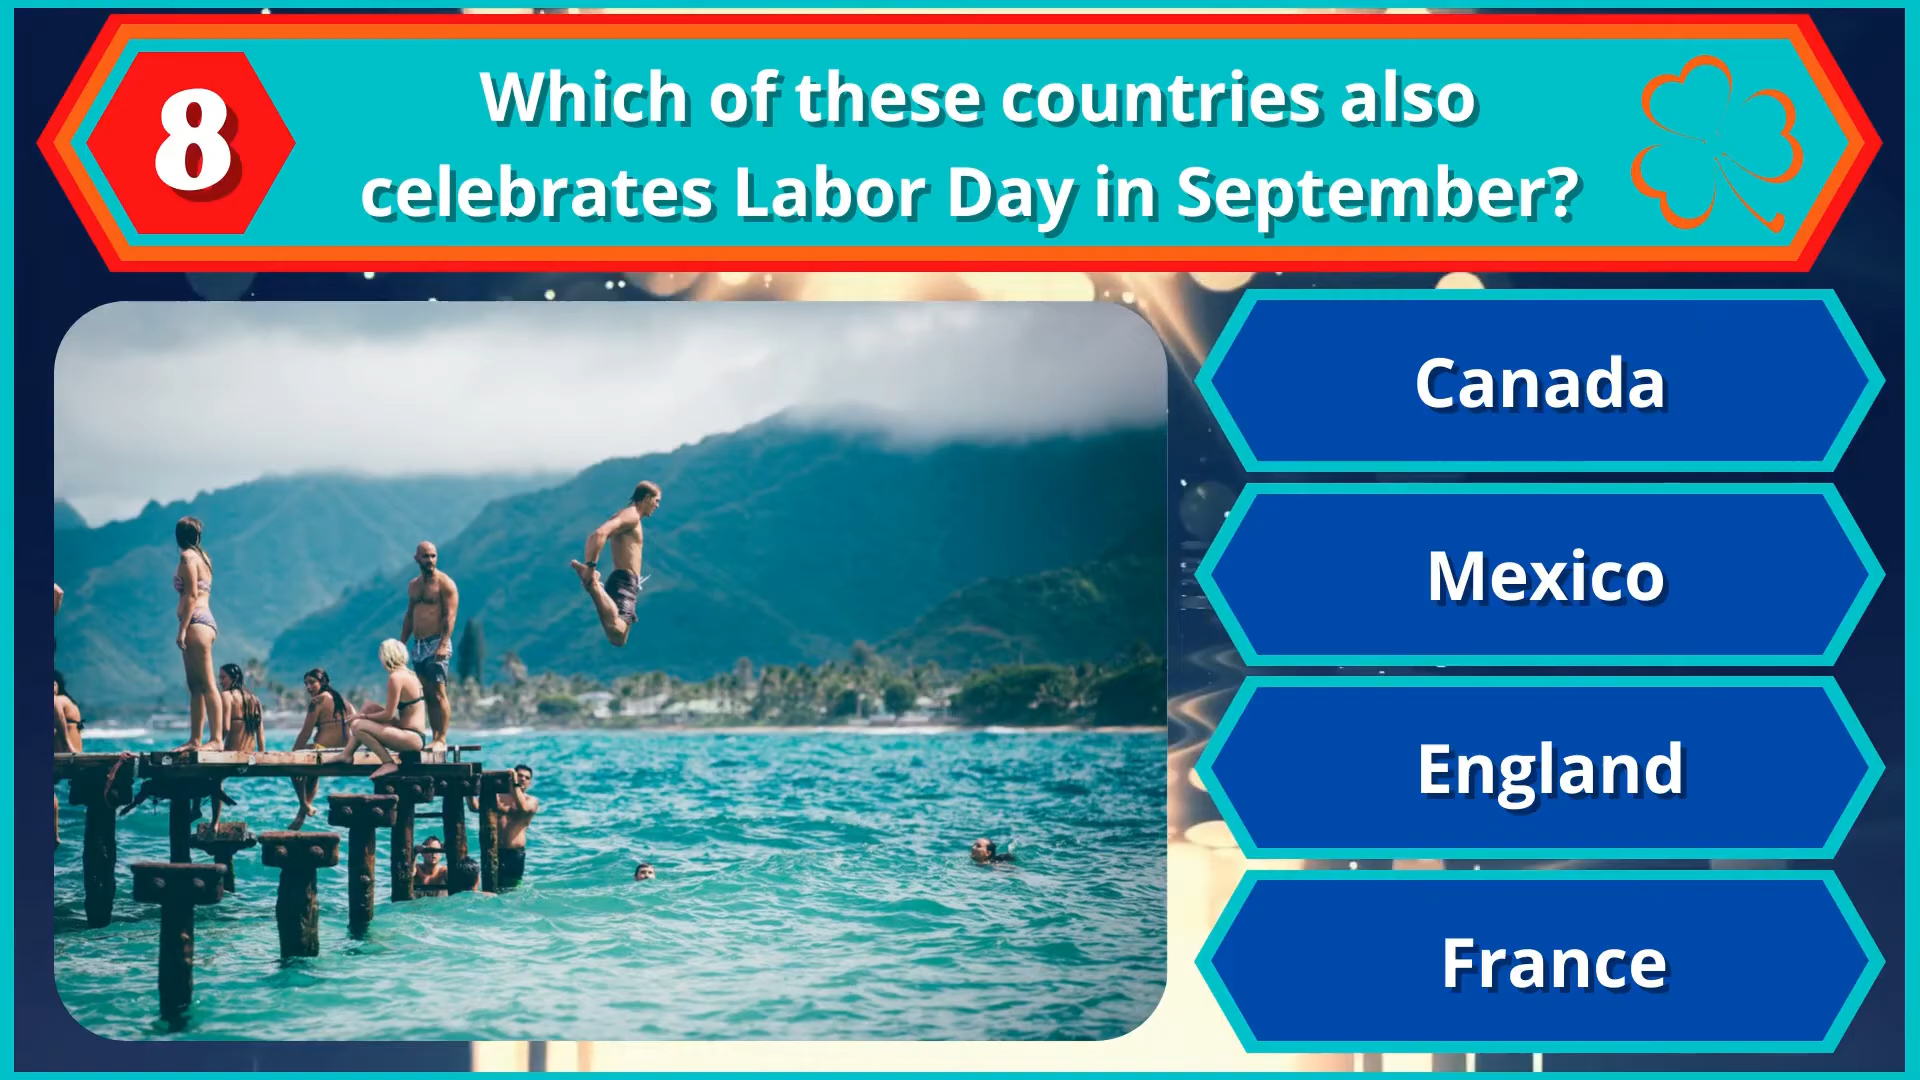 8
Which of these countries also
celebrates Labor Day in September?
Canada
Mexico
England
France